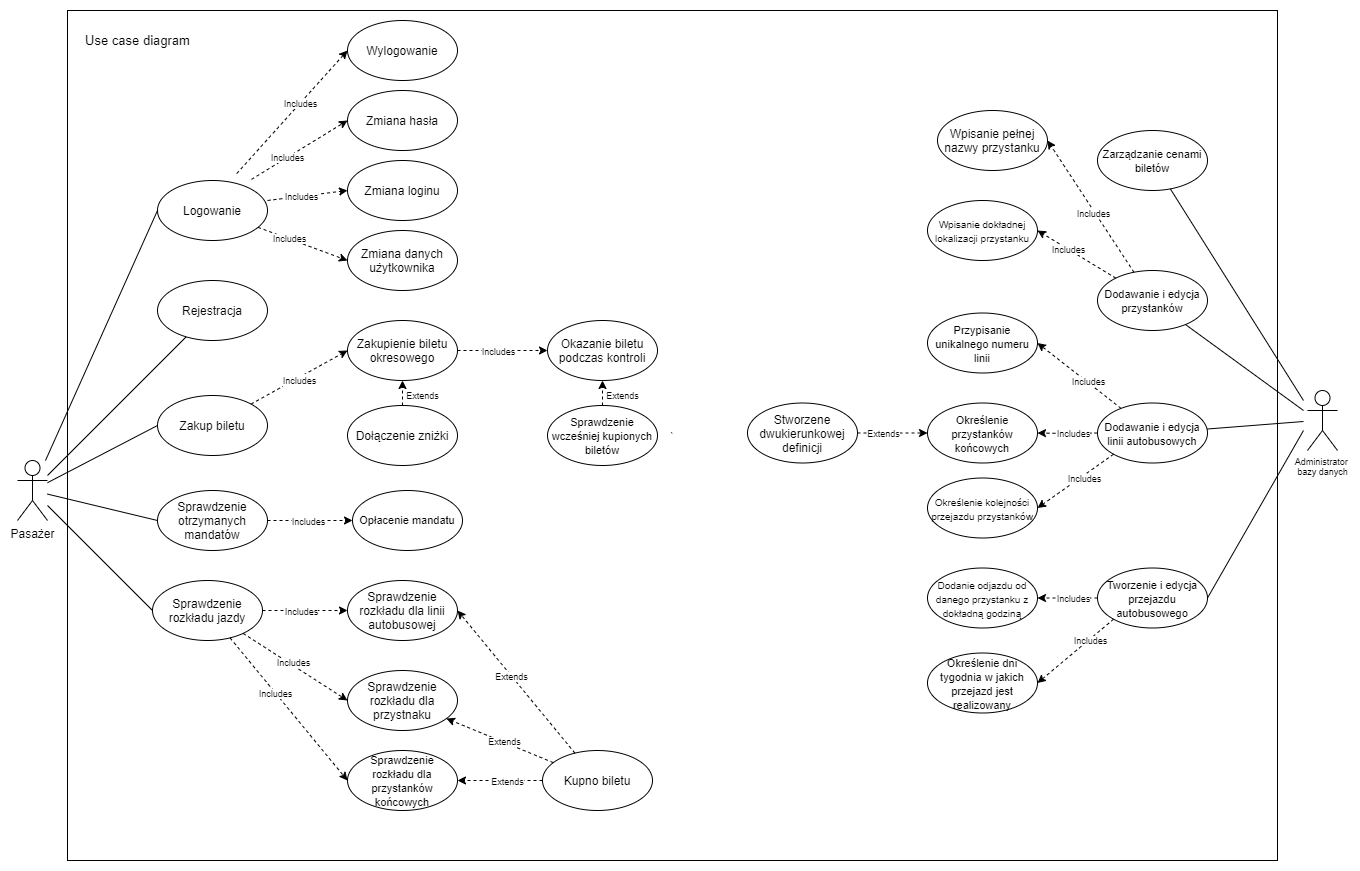 Use case diagram
Wylogowanie
Includes
Zmiana hasła
Includes
Zmiana loginu
Includes
Logowanie
Includes
Zmiana danych
użytkownika
Rejestracja
Zakupienie biletu
okresowego
Includes
Okazanie biletu
podczas kontroli
Includes
Extends
Extends
Zakup biletu
Dołączenie zniżki
Sprawdzenie
wcześniej kupionych
biletów
Pasażer
Sprawdzenie
otrzymanych
mandatów
Includes
Opłacenie mandatu
Sprawdzenie
rozkładu jazdy
Includes
Sprawdzenie
rozkładu dla linii
autobusowej
Includes
Includes
Sprawdzenie
rozkładu dla
przystnaku
Extends
Extends
Sprawdzenie
rozkładu dla
przystanków
końcowych
Extends
Kupno biletu
Wpisanie pełnej
nazwy przystanku
Zarządzanie cenami
biletów
Includes
Wpisanie dokładnej
lokalizacji przystanku
Includes
Dodawanie i edycja
przystanków
Przypisanie
unikalnego numeru
linii
Includes
Stworzene
dwukierunkowej
definicji
Extends
Określenie
przystanków
końcowych
Includes
Dodawanie i edycja
linii autobusowych
Administrator
bazy danych
Includes
Określenie kolejności
przejazdu przystanków
Dodanie odjazdu od
danego przystanku z
dokładną godziną
Includes
Tworzenie i edycja
przejazdu
autobusowego
Includes
Określenie dni
tygodnia w jakich
przejazd jest
realizowany